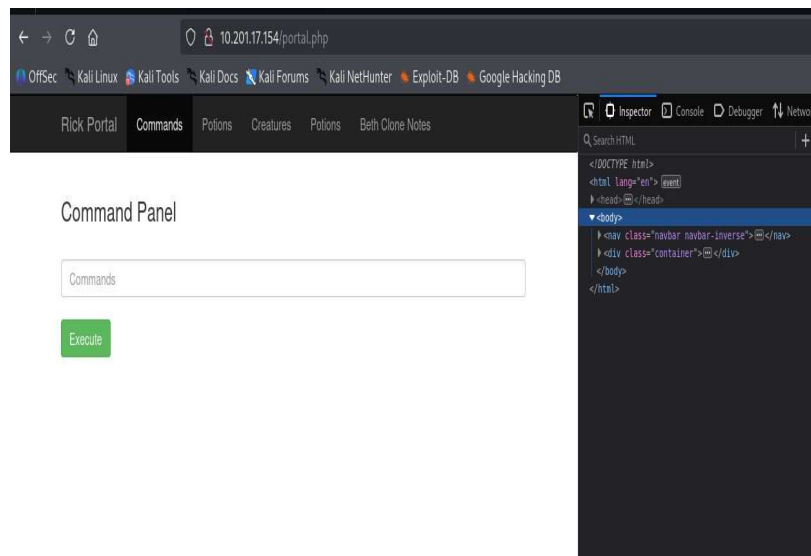 10.201.17.154/portal.php
OffSec Kali Linux Kali Tools Kali Docs Kali Forums Kali NetHunter Exploit-DB Google Hacking DB
Rick Portal Commands Potions Creatures Potions Beth Clone Notes
Command Panel
Commands
Execute
Inspector Console Debugger Netwo
Search HTML
<!DOCTYPE html>
<html lang="en"> event
<head> </head>
<body>
<nav class="navbar navbar-inverse"> </nav>
<div class="container"> </div>
</body>
</html>